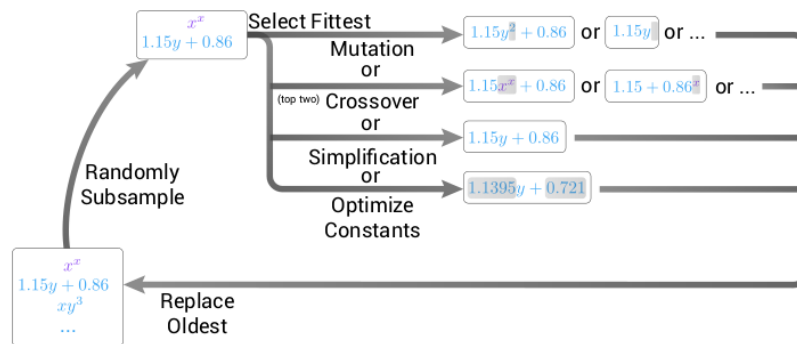 x^x
1.15y + 0.86
Select Fittest
1.15y^2 + 0.86 or 1.15y or ...
Mutation
or
(top two) Crossover
1.15x^x + 0.86 or 1.15 + 0.86^x or ...
or
1.15y + 0.86
Simplification
or
1.1395y + 0.721
Optimize
Constants
Randomly
Subsample
x^x
1.15y + 0.86
xy^3
...
Replace
Oldest